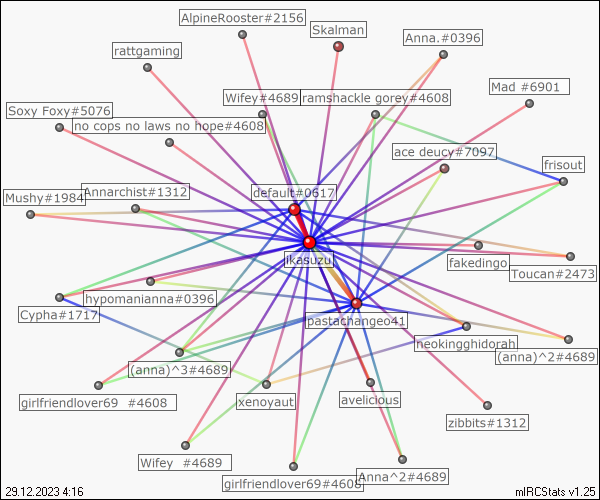 AlpineRooster#2156
Skalman
Anna.#0396
rattgaming
Mad #6901
Wifey#4689
ramshackle gorey#4608
Soxy Foxy#5076
no cops no laws no hope#4608
ace deucy#7097
frisout
Mushy#1984
Annarchist#1312
default#0617
ikasuzu
fakedingo
Toucan#2473
hypomanianna#0396
Cypha#1717
pastachangeo41
neokingghidorah
(anna)^2#4689
(anna)^3#4689
girlfriendlover69 #4608
xenoyaut
avelicious
zibbits#1312
Wifey #4689
girlfriendlover69#4608
Anna^2#4689
29.12.2023 4:16
mIRCStats v1.25